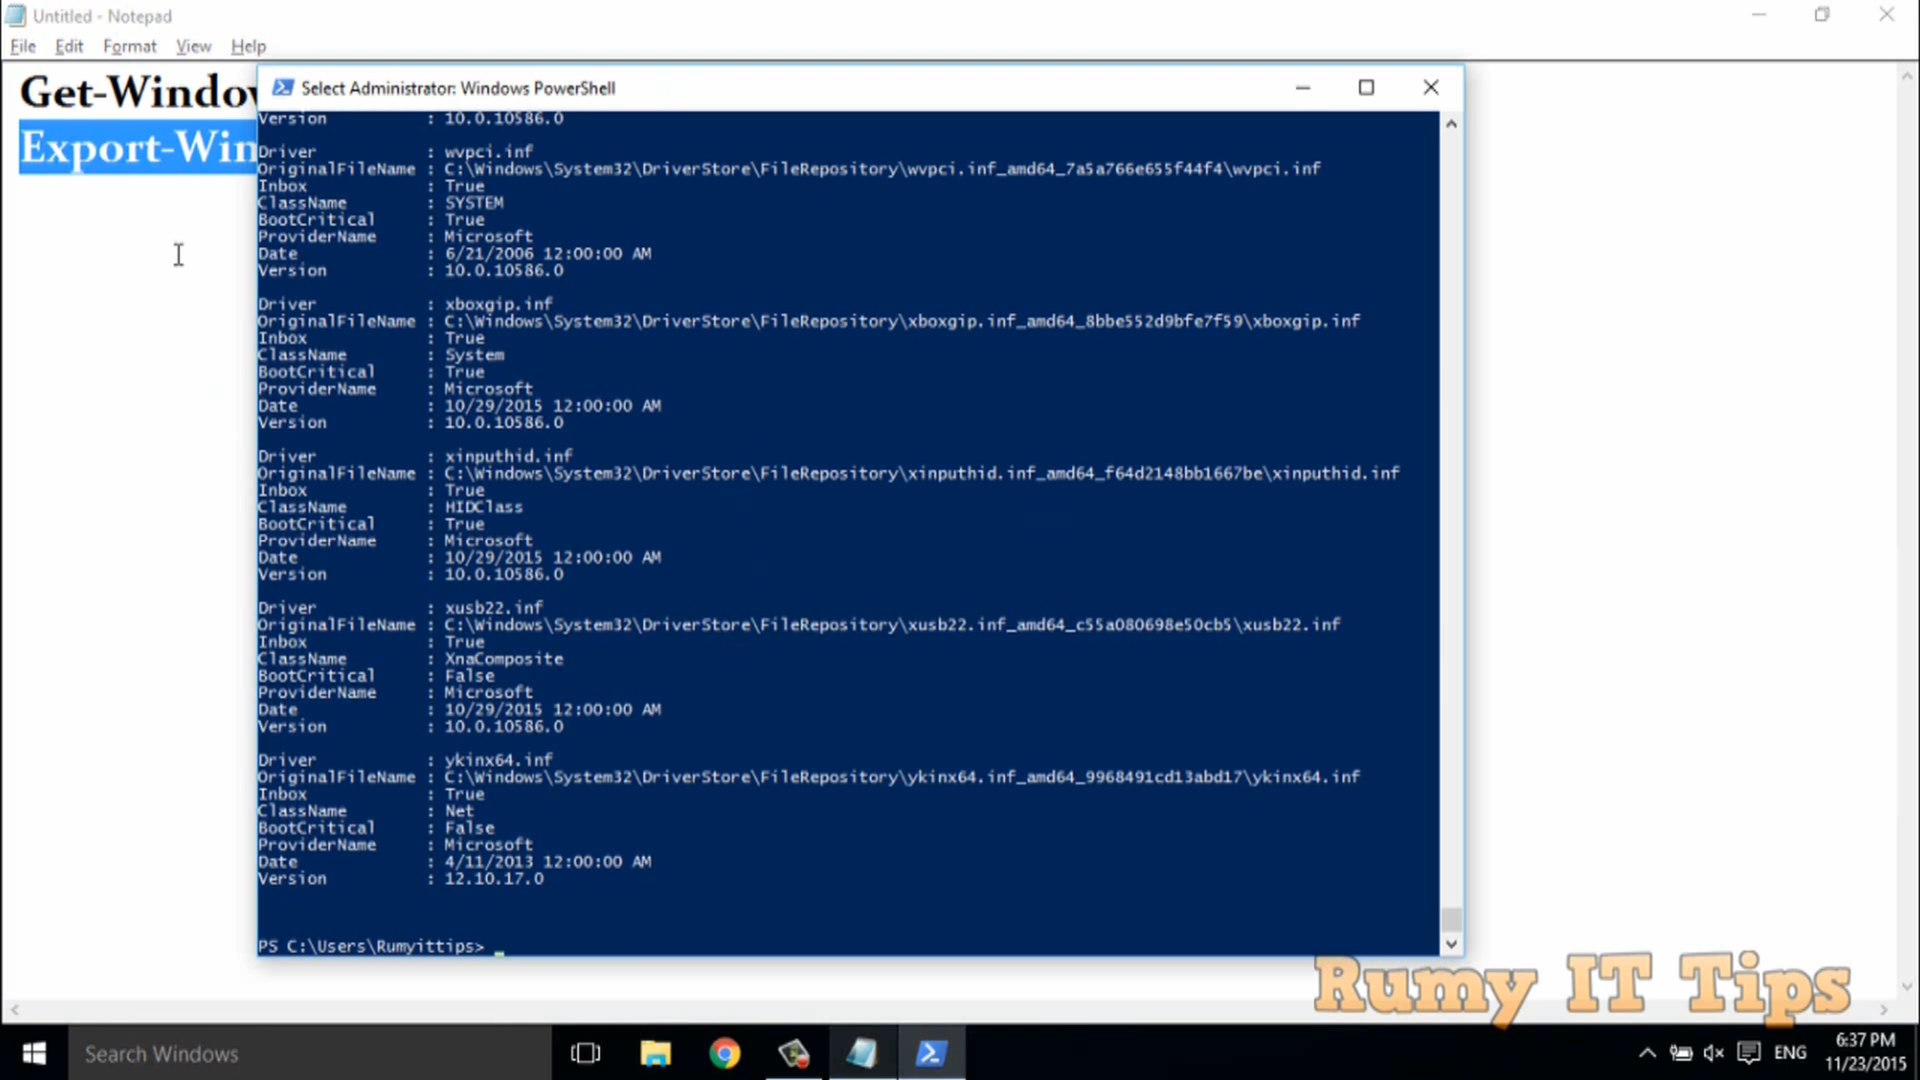 Untitled - Notepad
File Edit Format View Help
Get-Window
Export-Win
Select Administrator: Windows PowerShell
Version : 10.0.10586.0
Driver : wvpci.inf
OriginalFileName : C:\Windows\System32\DriverStore\FileRepository\wvpci.inf_amd64_7a5a766e655f44f4\wvpci.inf
Inbox : True
ClassName : SYSTEM
BootCritical : True
ProviderName : Microsoft
Date : 6/21/2006 12:00:00 AM
Version : 10.0.10586.0
Driver : xboxgip.inf
OriginalFileName : C:\Windows\System32\DriverStore\FileRepository\xboxgip.inf_amd64_8bbe552d9bfe7f59\xboxgip.inf
Inbox : True
ClassName : System
BootCritical : True
ProviderName : Microsoft
Date : 10/29/2015 12:00:00 AM
Version : 10.0.10586.0
Driver : xinputhid.inf
OriginalFileName : C:\Windows\System32\DriverStore\FileRepository\xinputhid.inf_amd64_f64d2148bb1667be\xinputhid.inf
Inbox : True
ClassName : HIDClass
BootCritical : True
ProviderName : Microsoft
Date : 10/29/2015 12:00:00 AM
Version : 10.0.10586.0
Driver : xusb22.inf
OriginalFileName : C:\Windows\System32\DriverStore\FileRepository\xusb22.inf_amd64_c55a080698e50cb5\xusb22.inf
Inbox : True
ClassName : XnaComposite
BootCritical : False
ProviderName : Microsoft
Date : 10/29/2015 12:00:00 AM
Version : 10.0.10586.0
Driver : ykinx64.inf
OriginalFileName : C:\Windows\System32\DriverStore\FileRepository\ykinx64.inf_amd64_9968491cd13abd17\ykinx64.inf
Inbox : True
ClassName : Net
BootCritical : False
ProviderName : Microsoft
Date : 4/11/2013 12:00:00 AM
Version : 12.10.17.0
PS C:\Users\Rumyittips> _
Rumy IT Tips
Search Windows
ENG
6:37 PM
11/23/2015